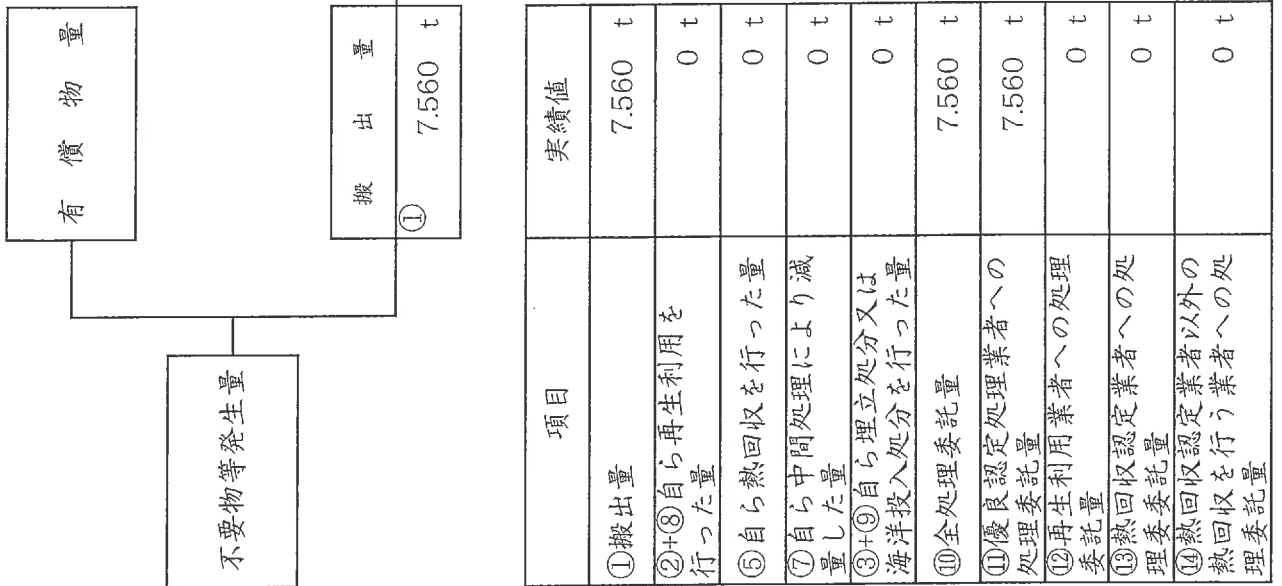 有償物量
搬出量
① 7.560 t
不要物等発生量
項目 実績値
①搬出量 7.560 t
②+⑧自ら再生利用を
行った量 0 t
⑤自ら熱回収を行った量 0 t
⑦自ら中間処理により減
量した量 0 t
③+⑨自ら埋立処分又は
海洋投入処分を行った量 0 t
⑩全処理委託量 7.560 t
⑪優良認定処理業者への
処理委託量 7.560 t
⑫再生利用業者への処理
委託量 0 t
⑬熱回収認定業者への処
理委委託量 0 t
⑭熱回収認定業者以外の
熱回収を行う業者への処
理委託量 0 t